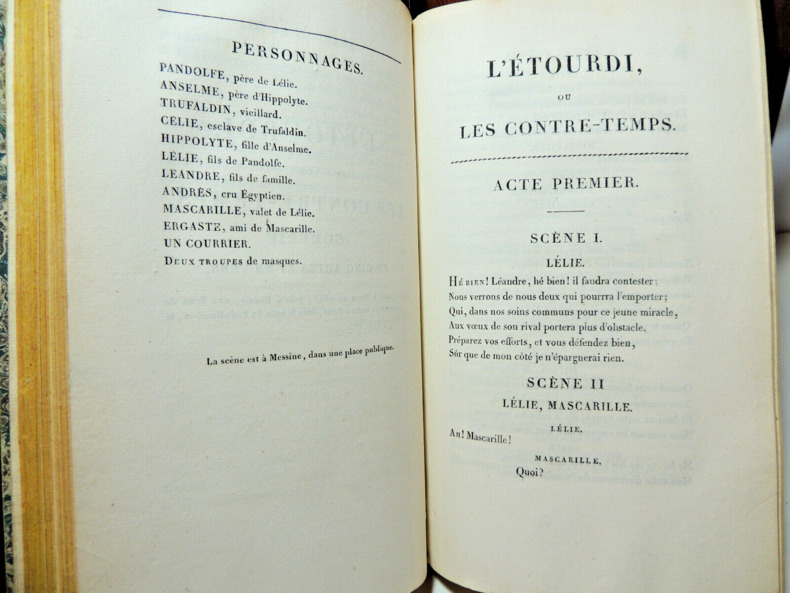 PERSONNAGES.
PANDOLFE, père de Lélie.
ANSELME, père d'Hippolyte.
TRUFALDIN, vieillard.
CÉLIE, esclave de Trufaldin.
HIPPOLYTE, fille d'Anselme.
LÉLIE, fils de Pandolfe.
LEANDRE, fils de famille.
ANDRÈS, cru Egyptien.
MASCARILLE, valet de Lélie.
ERGASTE, ami de Mascarille.
UN COURRIER.
DEUX TROUPES de masques.
La scène est à Messine, dans une place publique.
L'ÉTOURDI,
OU
LES CONTRE-TEMPS.
ACTE PREMIER.
SCÈNE I.
LÉLIE.
HÉ BIEN! Léandre, hé bien! il faudra contester;
Nous verrons de nous deux qui pourra l'emporter;
Qui, dans nos soins communs pour ce jeune miracle,
Aux vœux de son rival portera plus d'obstacle.
Préparez vos efforts, et vous défendez bien,
Sûr que de mon côté je n'épargnerai rien.
SCÈNE II
LÉLIE, MASCARILLE.
LÉLIE.
AH! Mascarille!
MASCARILLE.
Quoi?